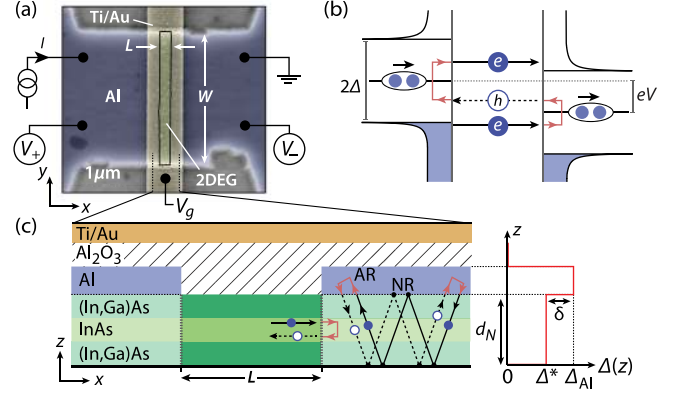 (a)
Ti/Au
I
L
W
Al
V+
V−
1μm
2DEG
y
x
Vg
(b)
e
2Δ
h
eV
e
(c)
Ti/Au
Al2O3
Al
AR
NR
(In,Ga)As
InAs
(In,Ga)As
z
x
L
z
dN
δ
0
Δ*
ΔAl
Δ(z)